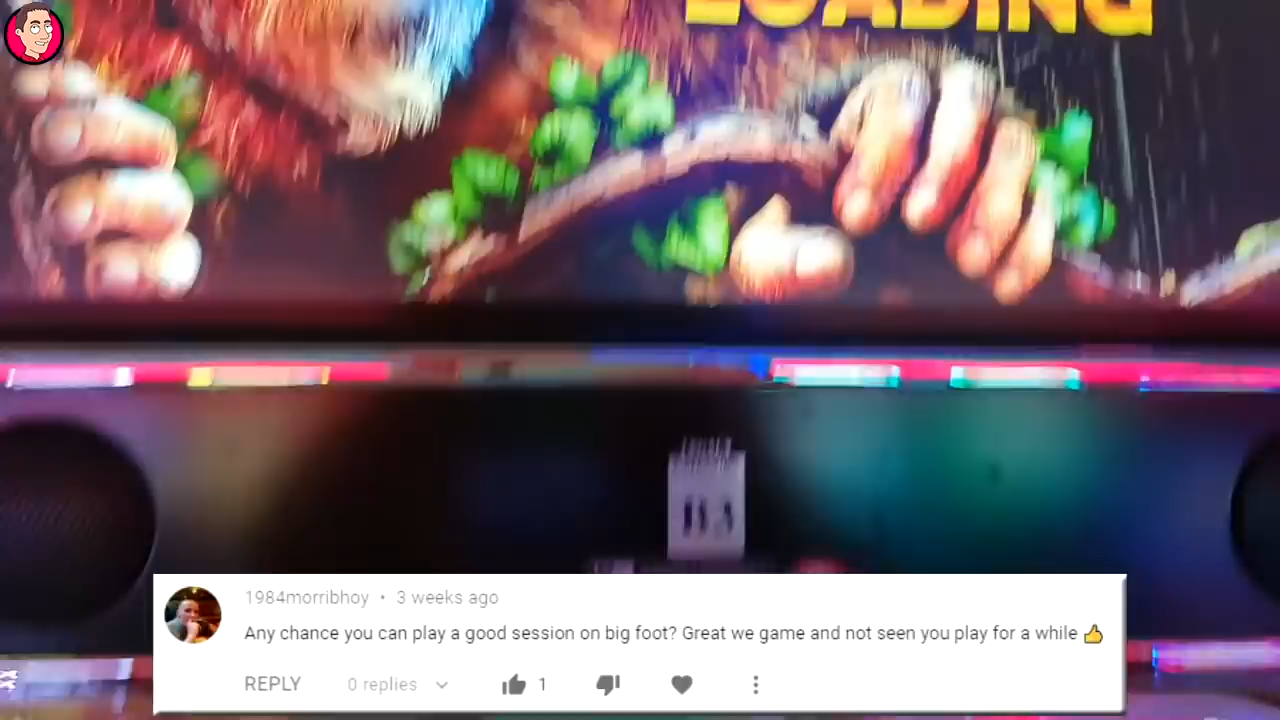 LOADING
1984morribhoy • 3 weeks ago
Any chance you can play a good session on big foot? Great we game and not seen you play for a while 👍
REPLY 0 replies 1